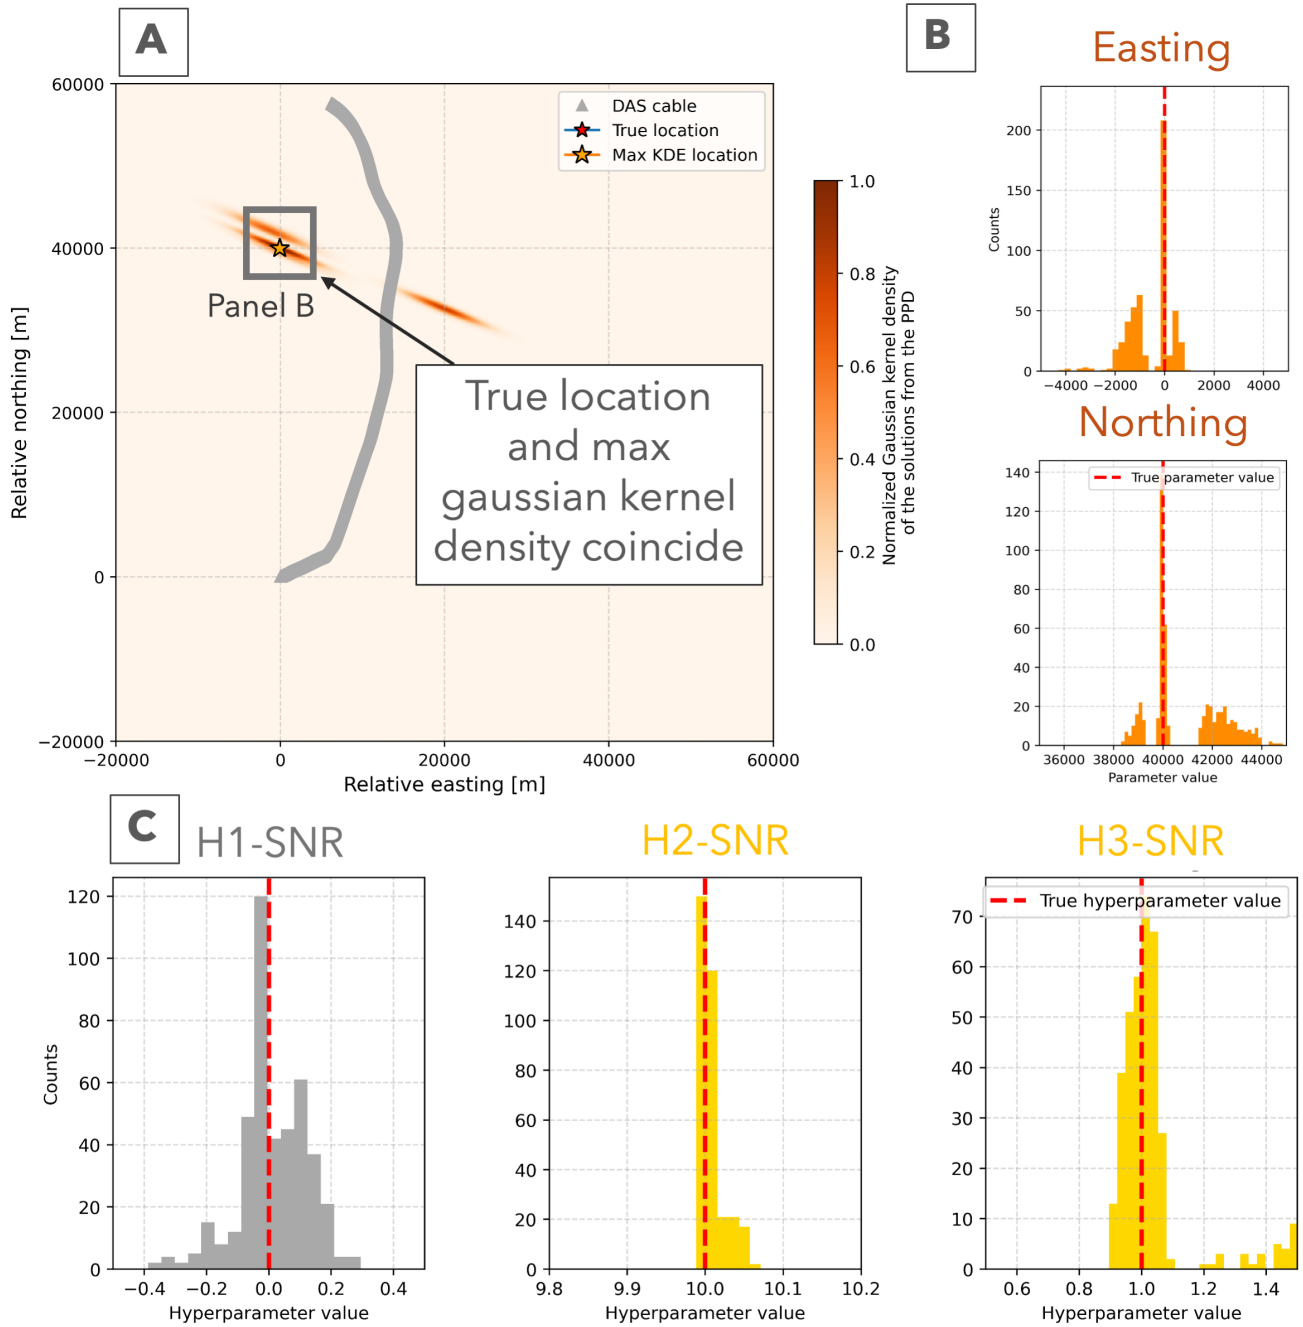 A
B
Easting
60000
40000
20000
0
−20000
Relative northing [m]
−20000
0
20000
40000
60000
Relative easting [m]
DAS cable
True location
Max KDE location
Panel B
True location
and max
gaussian kernel
density coincide
1.0
0.8
0.6
0.4
0.2
0.0
Normalized Gaussian kernel density
of the solutions from the PPD
200
150
100
50
0
Counts
−4000
−2000
0
2000
4000
Northing
True parameter value
140
120
100
80
60
40
20
0
36000
38000
40000
42000
44000
Parameter value
C
H1-SNR
H2-SNR
H3-SNR
120
100
80
60
40
20
0
Counts
−0.4
−0.2
0.0
0.2
0.4
Hyperparameter value
140
120
100
80
60
40
20
0
9.8
9.9
10.0
10.1
10.2
Hyperparameter value
True hyperparameter value
70
60
50
40
30
20
10
0
0.6
0.8
1.0
1.2
1.4
Hyperparameter value